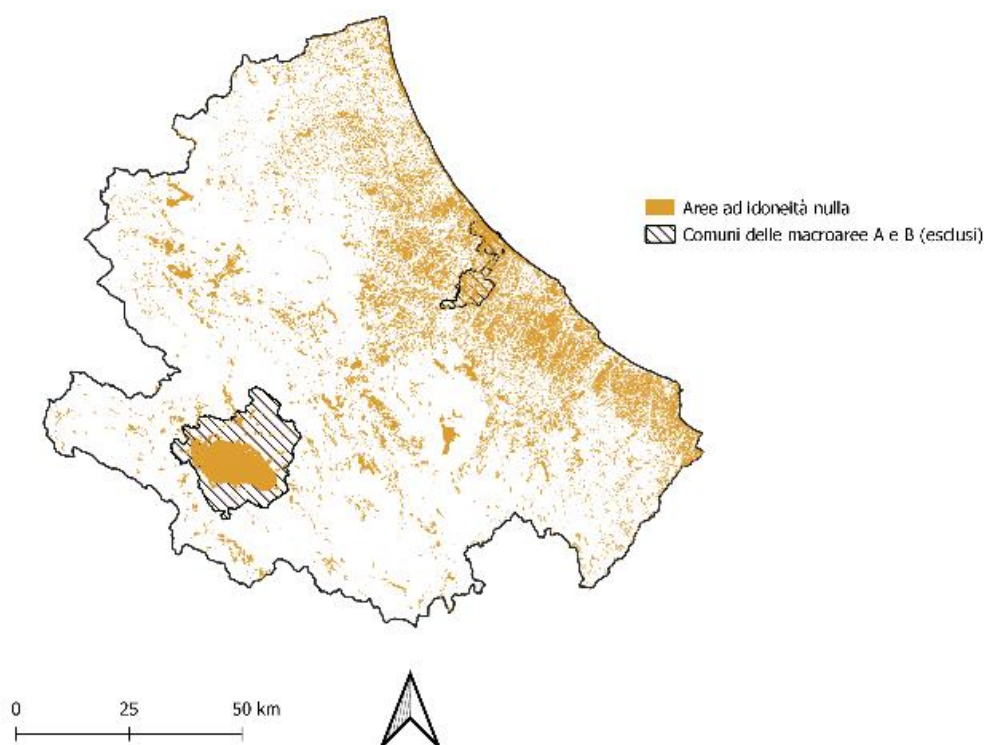 Aree ad idoneità nulla
Comuni delle macroaree A e B (esclusi)
0 25 50 km